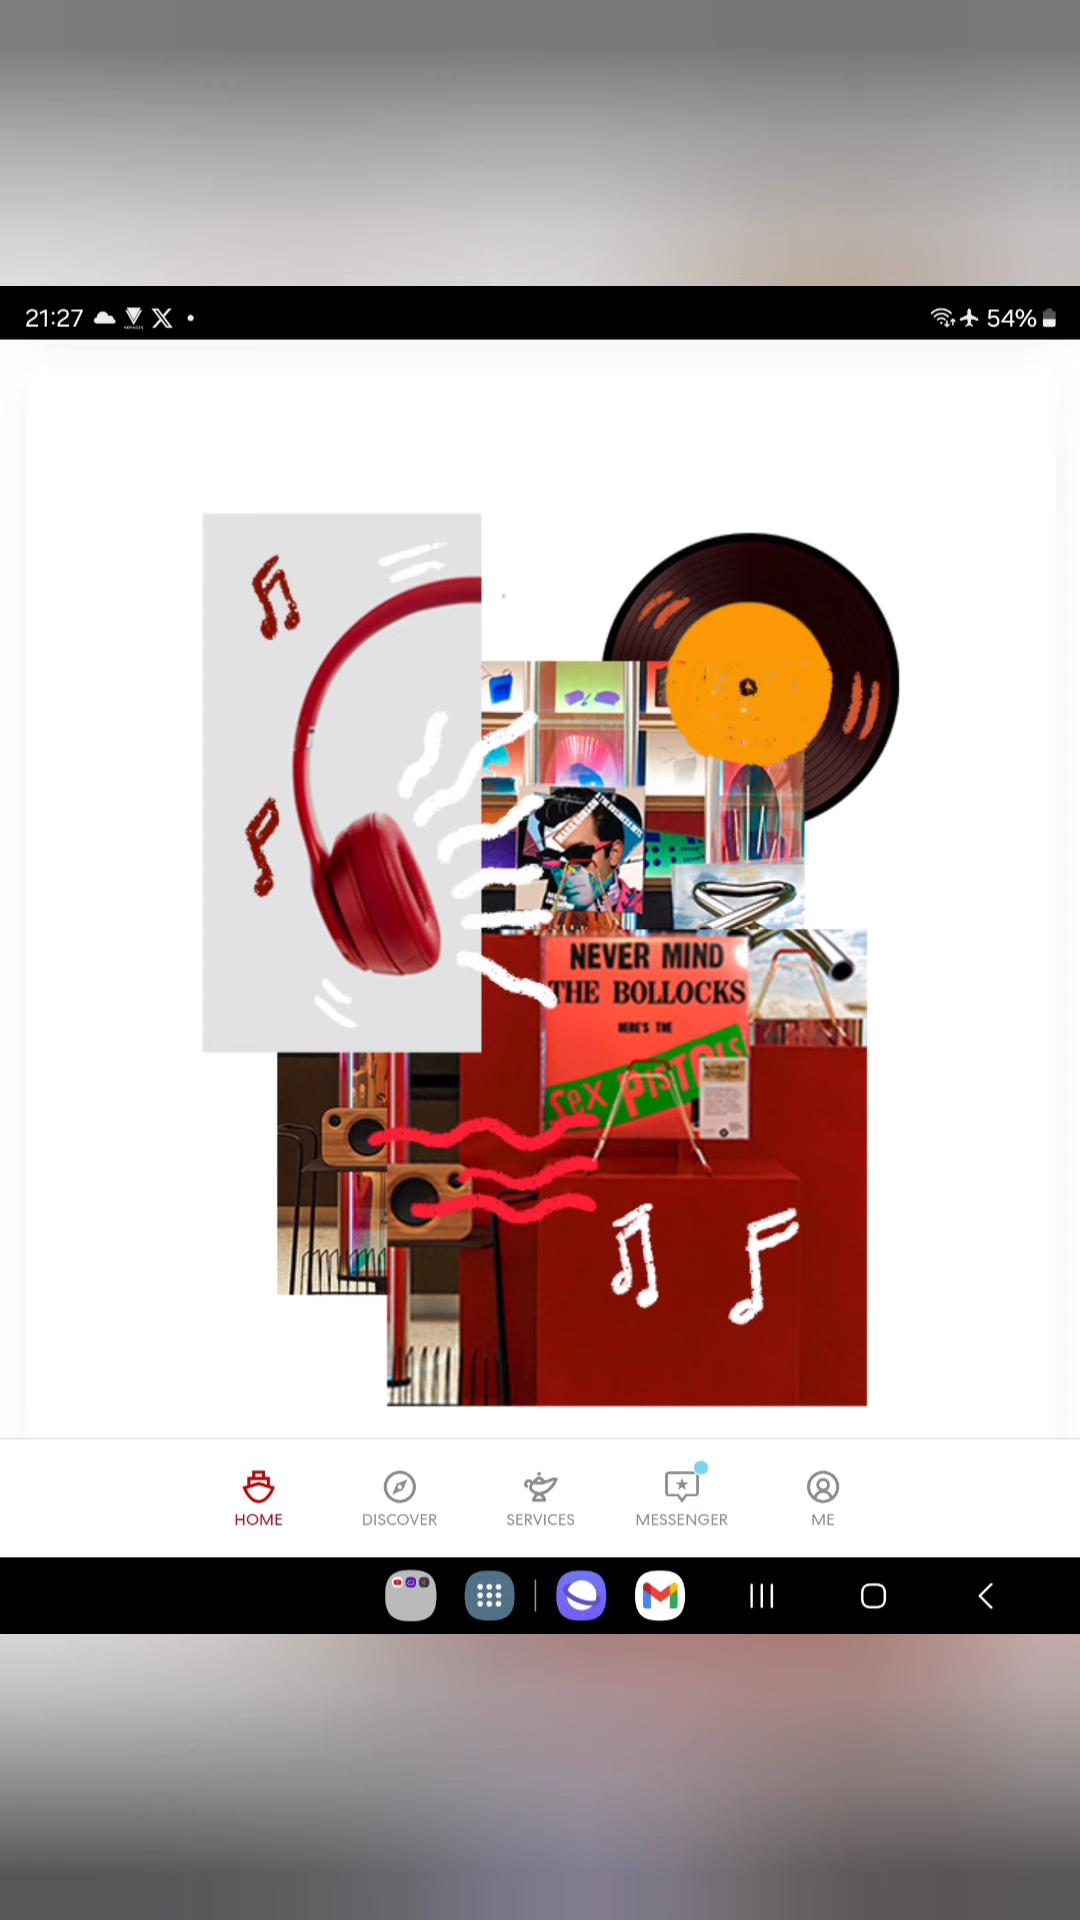 21:27
54%
NEVER MIND
THE BOLLOCKS
HERE'S THE
Sex PISTOls
HOME
DISCOVER
SERVICES
MESSENGER
ME